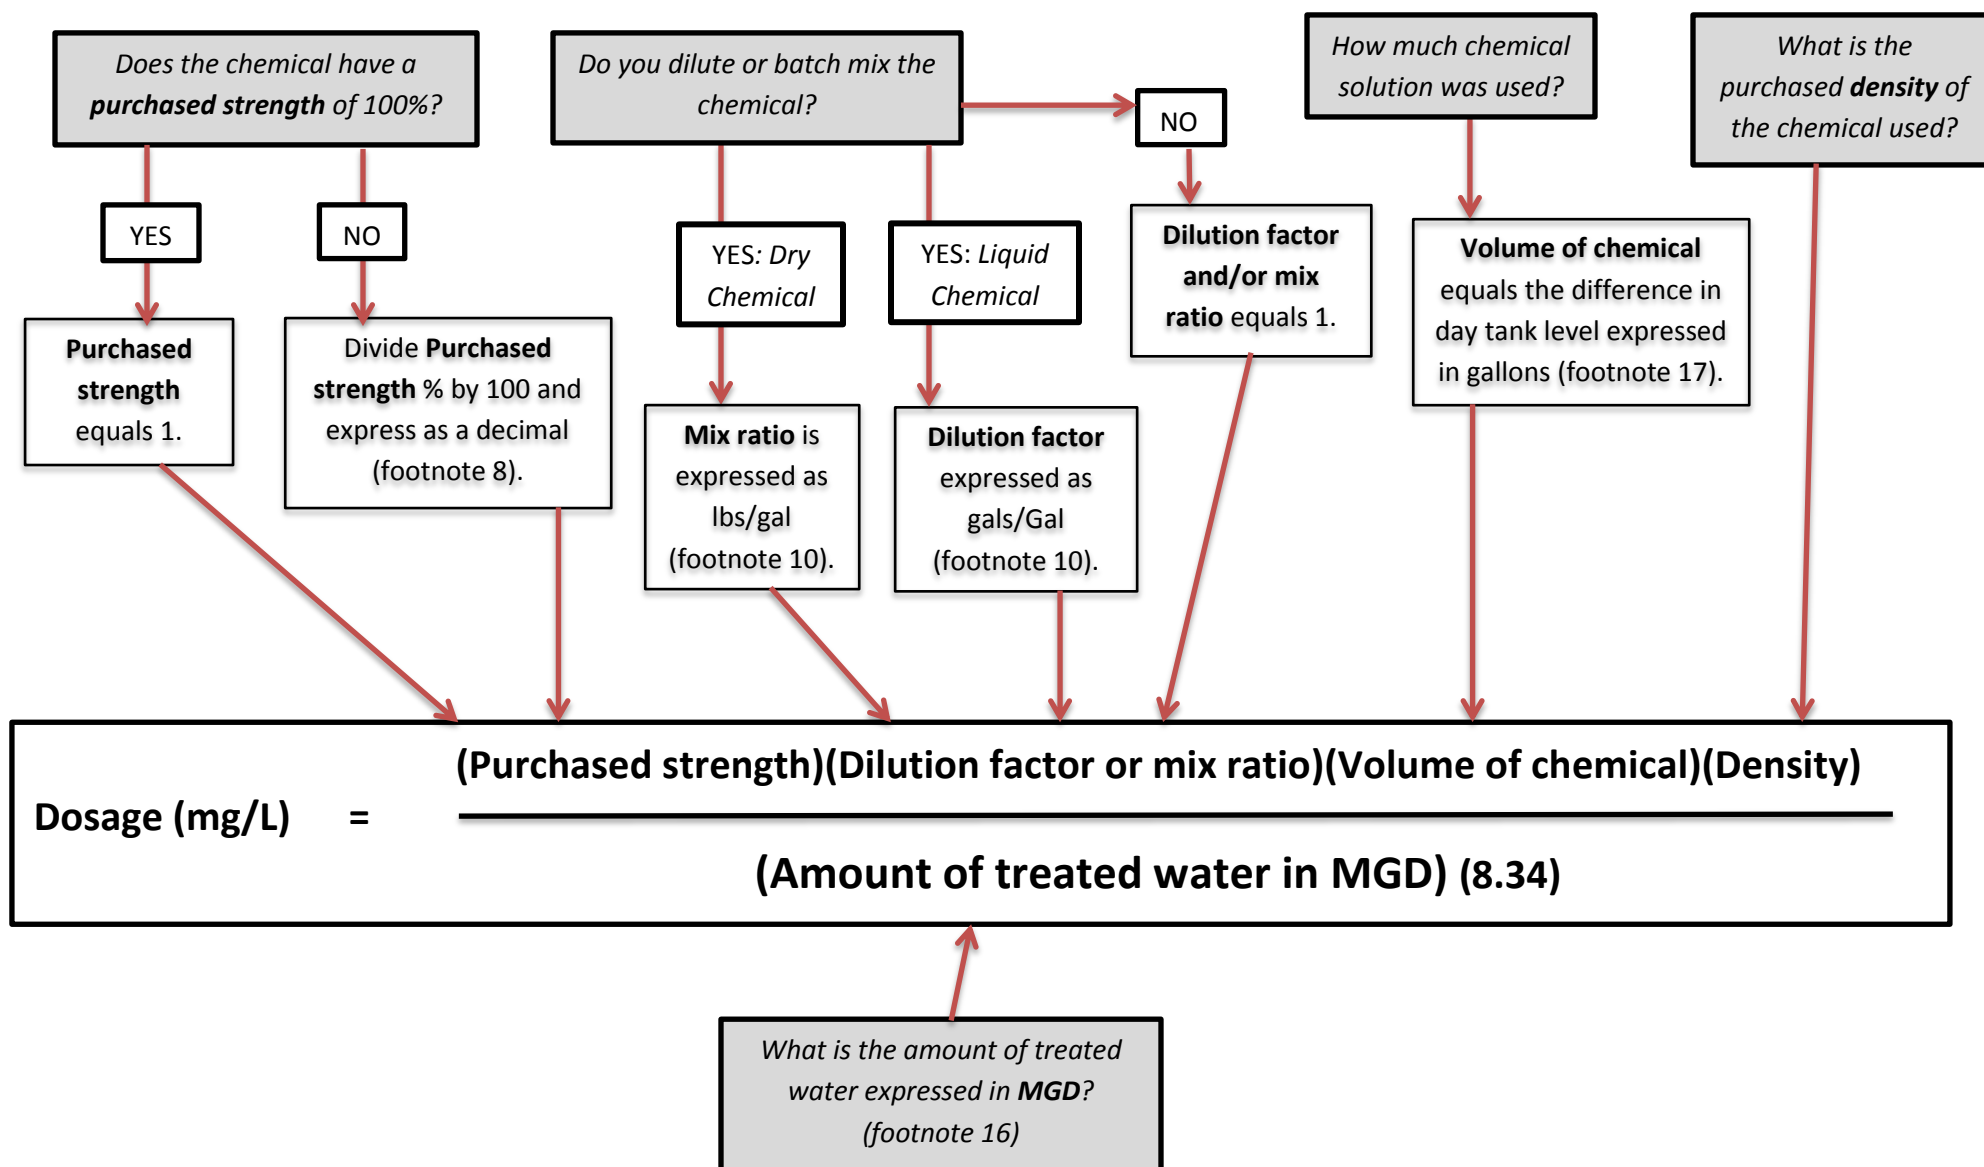 Does the chemical have a
purchased strength of 100%?
Do you dilute or batch mix the
chemical?
How much chemical
solution was used?
What is the
purchased density of
the chemical used?
NO
YES
NO
YES: Dry
Chemical
YES: Liquid
Chemical
Dilution factor
and/or mix
ratio equals 1.
Volume of chemical
equals the difference in
day tank level expressed
in gallons (footnote 17).
Purchased
strength
equals 1.
Divide Purchased
strength % by 100 and
express as a decimal
(footnote 8).
Mix ratio is
expressed as
lbs/gal
(footnote 10).
Dilution factor
expressed as
gals/Gal
(footnote 10).
(Purchased strength)(Dilution factor or mix ratio)(Volume of chemical)(Density)
Dosage (mg/L) =
(Amount of treated water in MGD) (8.34)
What is the amount of treated
water expressed in MGD?
(footnote 16)